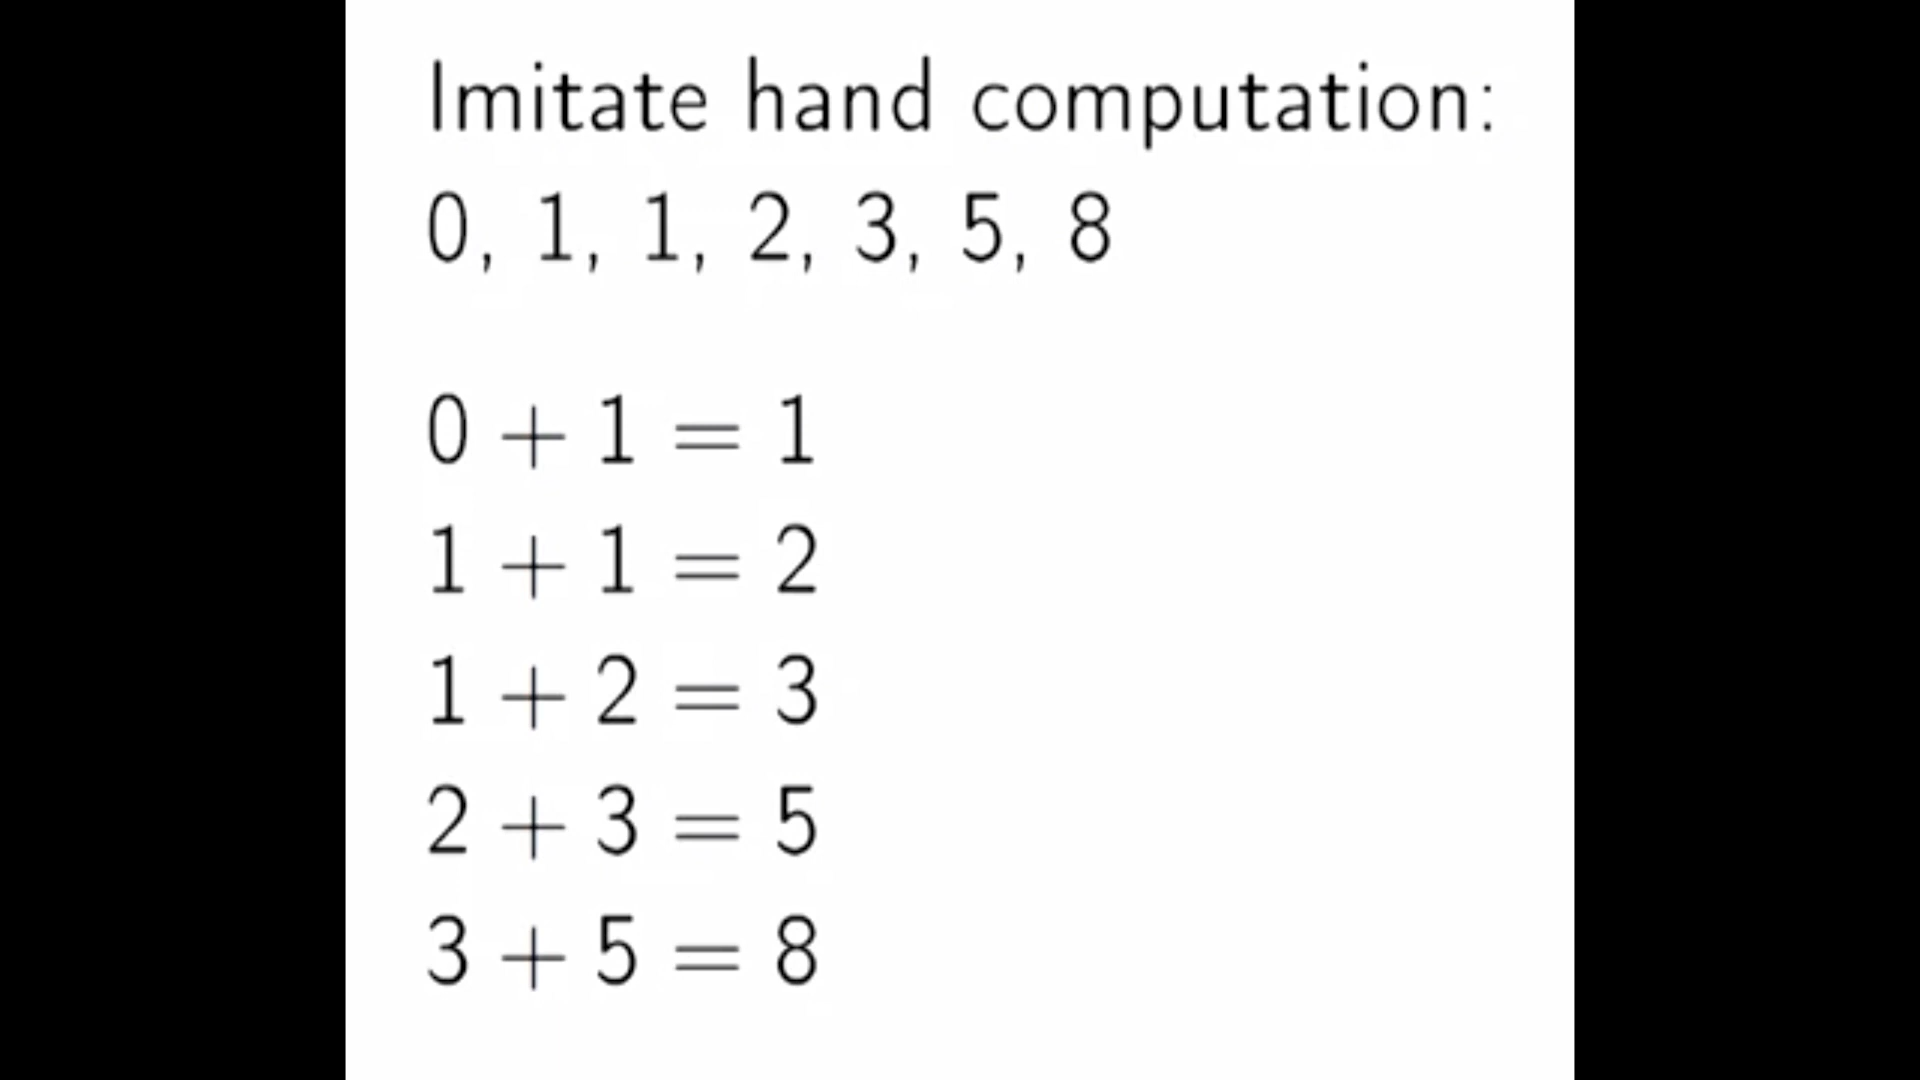 Imitate hand computation:
0, 1, 1, 2, 3, 5, 8
0 + 1 = 1
1 + 1 = 2
1 + 2 = 3
2 + 3 = 5
3 + 5 = 8